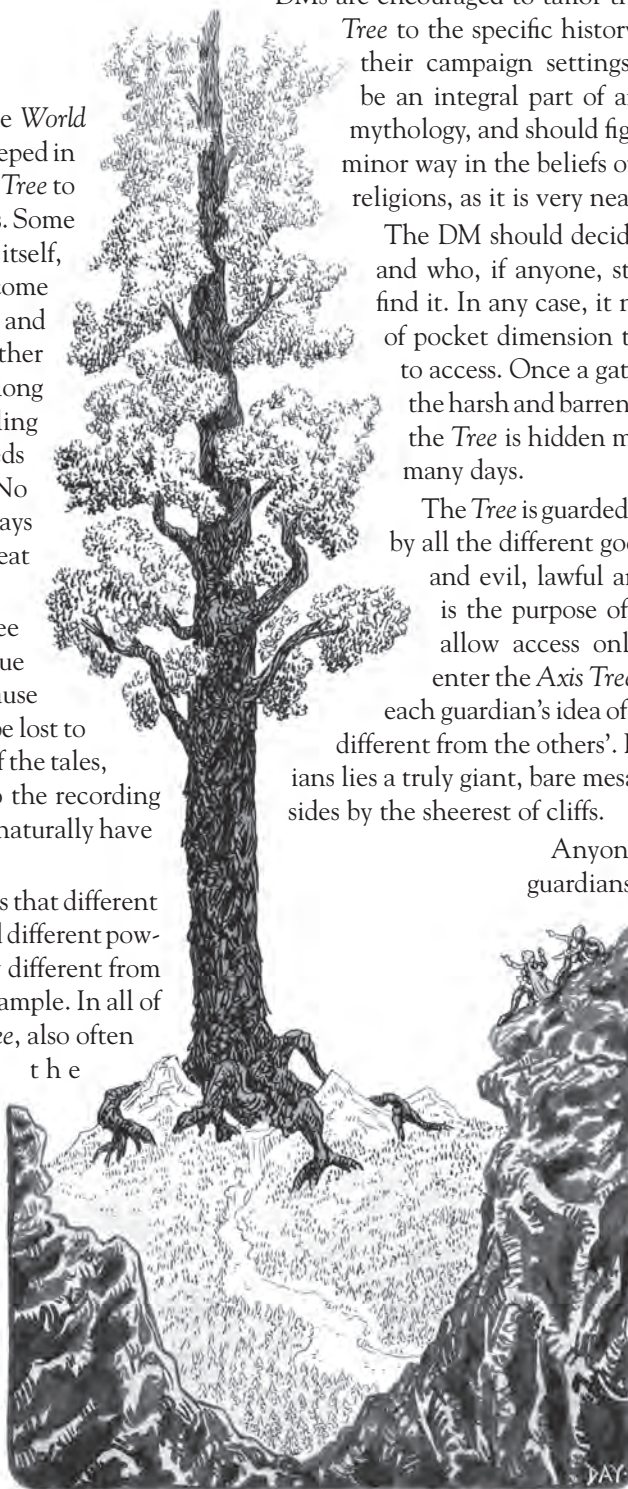 e World
eped in
Tree to
s. Some
itself,
ome
and
ther
ong
ling
ds
No
ays
eat
ee
ue
use
be lost to
f the tales,
o the recording
naturally have
s that different
d different pow-
different from
ample. In all of
ee, also often
the
DMs are encouraged to tailor th
Tree to the specific history
their campaign settings
be an integral part of a
mythology, and should fig
minor way in the beliefs o
religions, as it is very nea
The DM should decid
and who, if anyone, st
find it. In any case, it n
of pocket dimension t
to access. Once a gat
the harsh and barren
the Tree is hidden m
many days.
The Tree is guarded
by all the different go
and evil, lawful a
is the purpose of
allow access onl
enter the Axis Tree
each guardian's idea of
different from the others'.
ians lies a truly giant, bare mesa
sides by the sheerest of cliffs.
Anyon
guardians
DAY